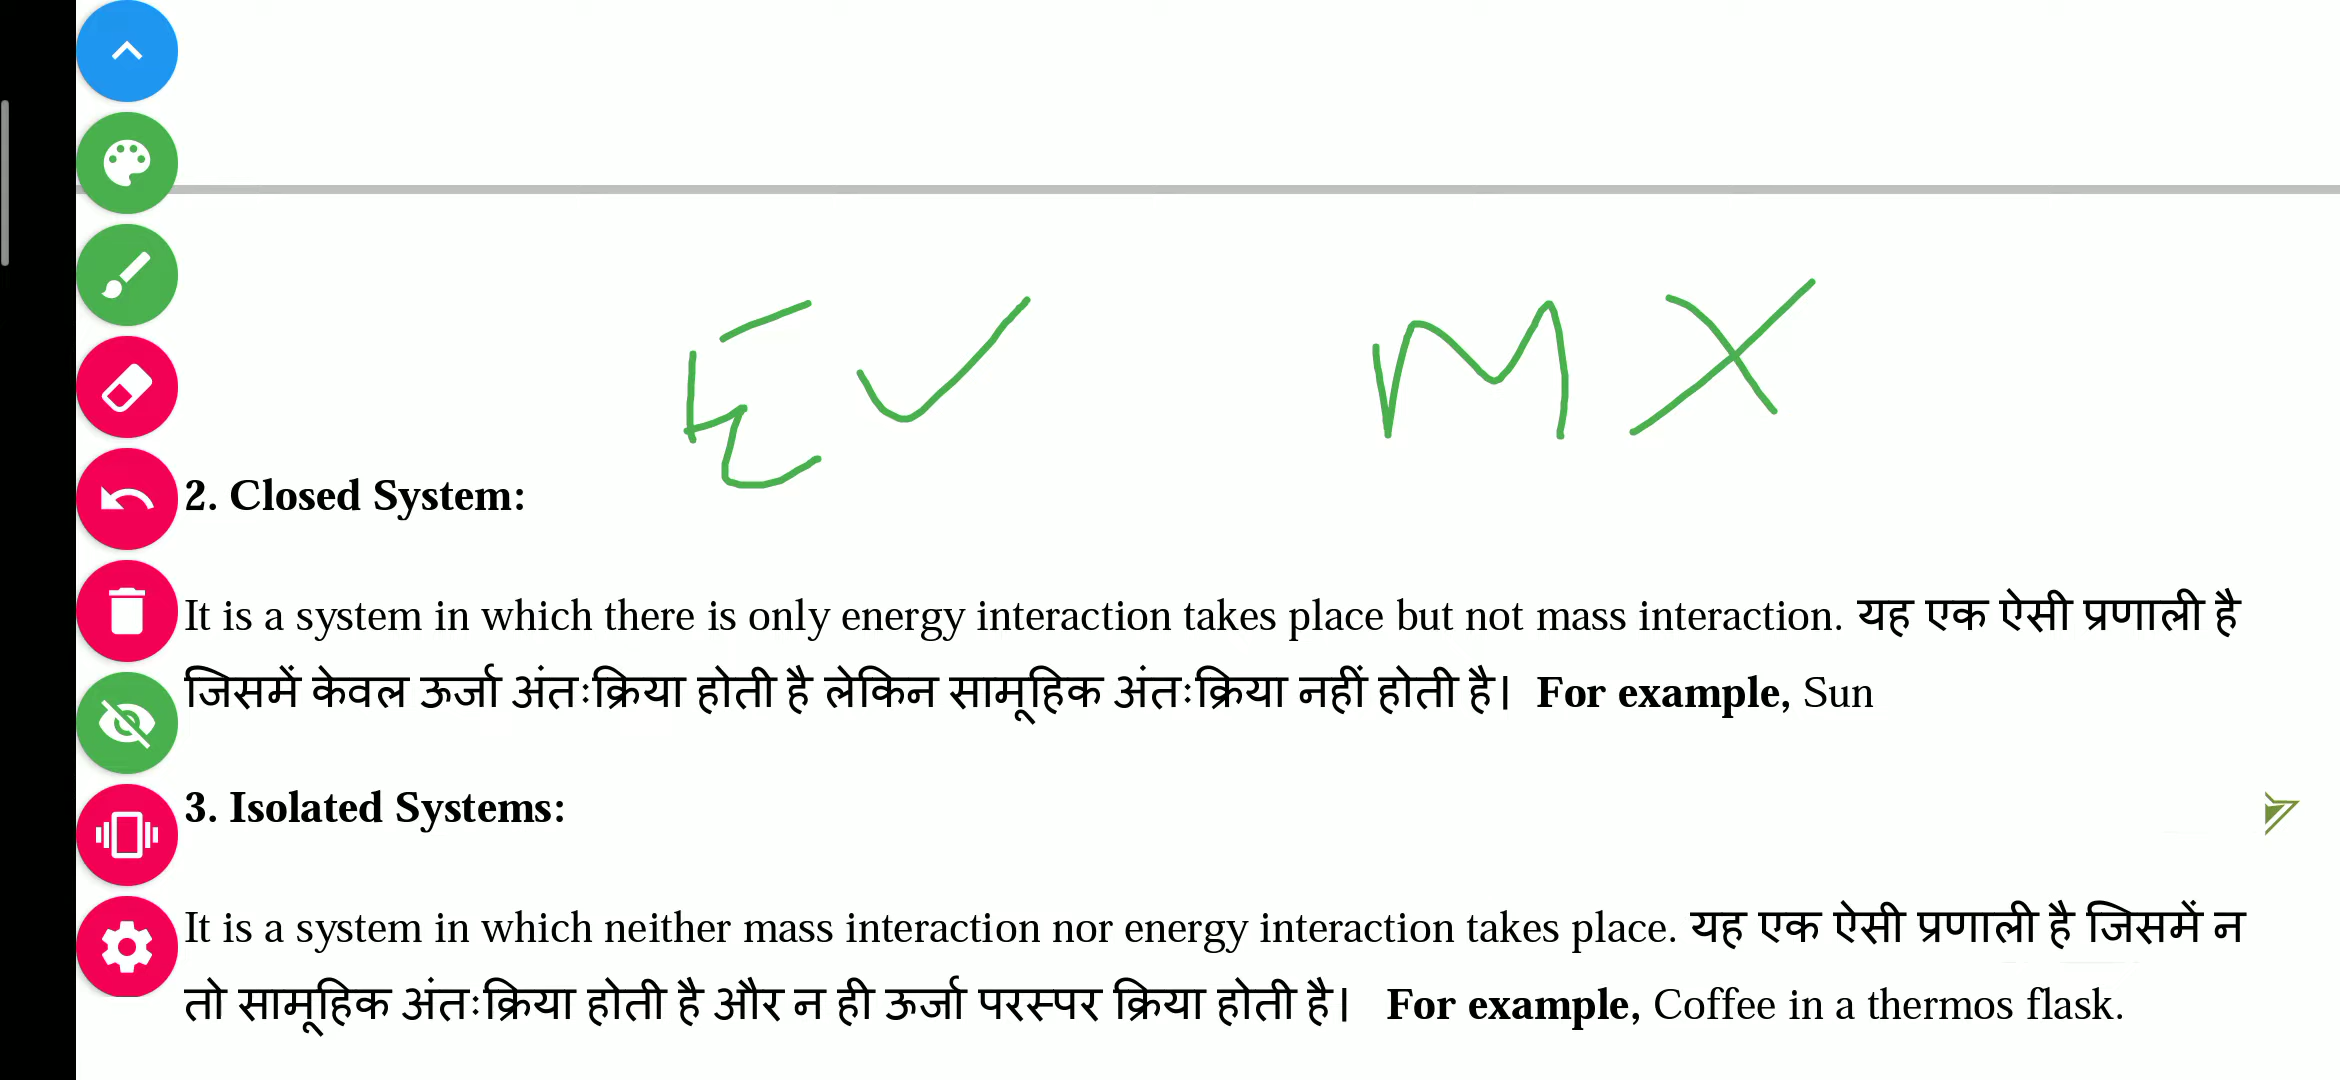 E ✓ M X
2. Closed System:
It is a system in which there is only energy interaction takes place but not mass interaction. यह एक ऐसी प्रणाली है
जिसमें केवल ऊर्जा अंतःक्रिया होती है लेकिन सामूहिक अंतःक्रिया नहीं होती है। For example, Sun
3. Isolated Systems:
It is a system in which neither mass interaction nor energy interaction takes place. यह एक ऐसी प्रणाली है जिसमें न
तो सामूहिक अंतःक्रिया होती है और न ही ऊर्जा परस्पर क्रिया होती है। For example, Coffee in a thermos flask.